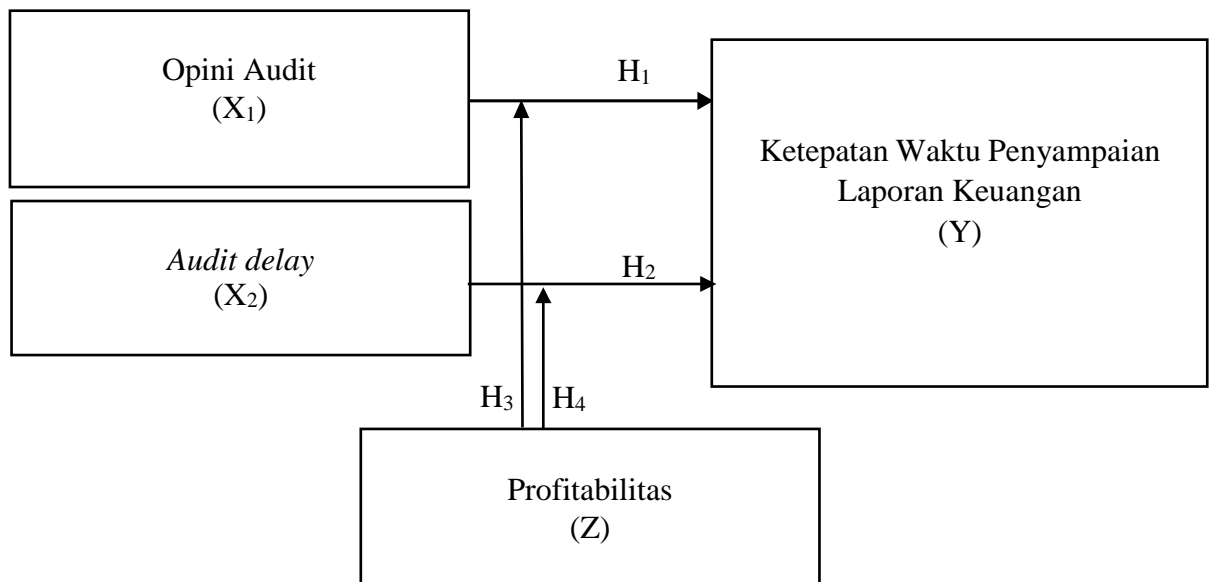 Opini Audit
(X₁)
H₁
Ketepatan Waktu Penyampaian
Laporan Keuangan
(Y)
Audit delay
(X₂)
H₂
H₃
H₄
Profitabilitas
(Z)